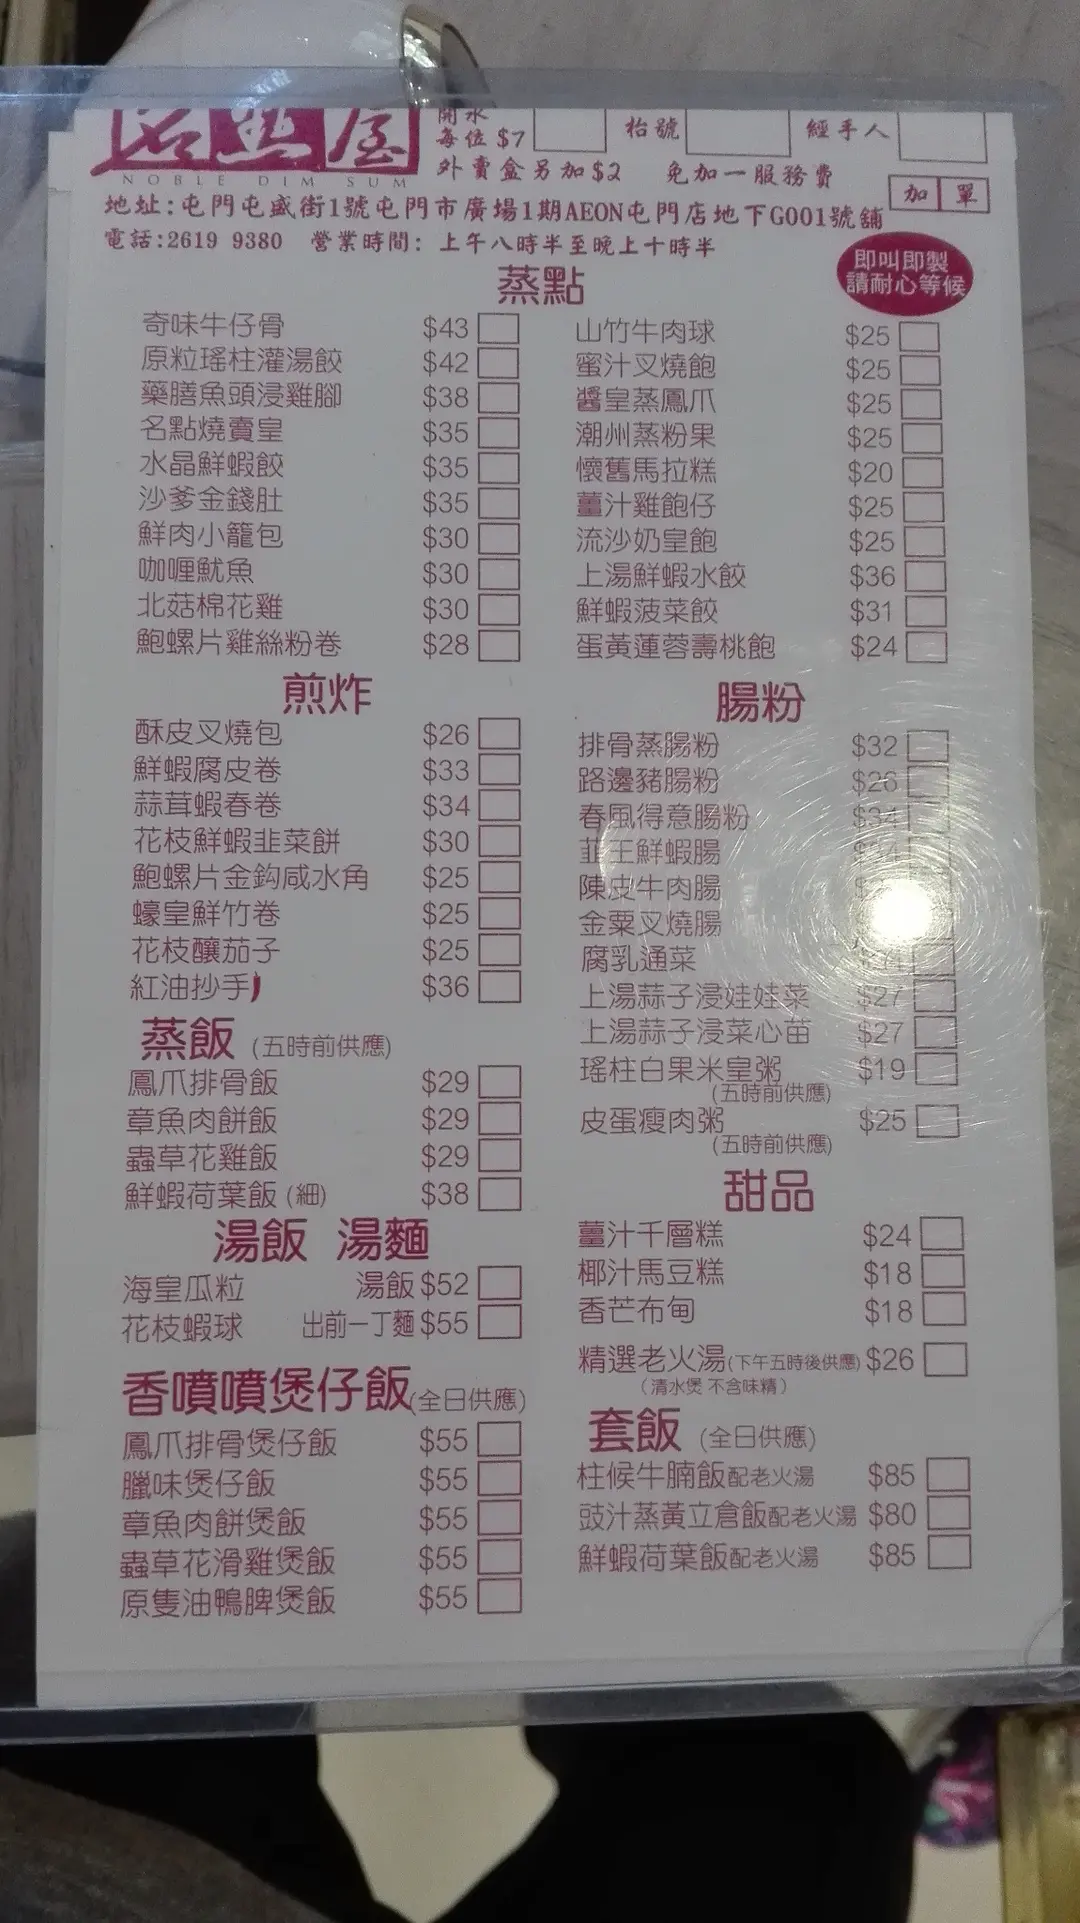 名點屋
NOBLE DIM SUM
開水
每位 $7
枱號
經手人
外賣盒另加$2 免加一服務費
加單
地址:屯門屯盛街1號屯門市廣場1期AEON屯門店地下G001號舖
電話:2619 9380 營業時間: 上午八時半至晚上十時半
即叫即製
請耐心等候
蒸點
奇味牛仔骨 $43
原粒瑤柱灌湯餃 $42
藥膳魚頭浸雞腳 $38
名點燒賣皇 $35
水晶鮮蝦餃 $35
沙爹金錢肚 $35
鮮肉小籠包 $30
咖喱魷魚 $30
北菇棉花雞 $30
鮑螺片雞絲粉卷 $28
山竹牛肉球 $25
蜜汁叉燒飽 $25
醬皇蒸鳳爪 $25
潮州蒸粉果 $25
懷舊馬拉糕 $20
薑汁雞飽仔 $25
流沙奶皇飽 $25
上湯鮮蝦水餃 $36
鮮蝦菠菜餃 $31
蛋黃蓮蓉壽桃飽 $24
煎炸
酥皮叉燒包 $26
鮮蝦腐皮卷 $33
蒜茸蝦春卷 $34
花枝鮮蝦韭菜餅 $30
鮑螺片金鈎咸水角 $25
蠔皇鮮竹卷 $25
花枝釀茄子 $25
紅油抄手 $36
蒸飯 (五時前供應)
鳳爪排骨飯 $29
章魚肉餅飯 $29
蟲草花雞飯 $29
鮮蝦荷葉飯 (細) $38
湯飯 湯麵
海皇瓜粒 湯飯 $52
花枝蝦球 出前一丁麵 $55
香噴噴煲仔飯(全日供應)
鳳爪排骨煲仔飯 $55
臘味煲仔飯 $55
章魚肉餅煲飯 $55
蟲草花滑雞煲飯 $55
原隻油鴨脾煲飯 $55
腸粉
排骨蒸腸粉 $32
路邊豬腸粉 $26
春風得意腸粉 $34
韮王鮮蝦腸
陳皮牛肉腸
金粟叉燒腸
腐乳通菜
上湯蒜子浸娃娃菜 $27
上湯蒜子浸菜心苗 $27
瑤柱白果米皇粥 $19
(五時前供應)
皮蛋瘦肉粥 $25
(五時前供應)
甜品
薑汁千層糕 $24
椰汁馬豆糕 $18
香芒布甸 $18
精選老火湯(下午五時後供應) $26
(清水煲 不含味精)
套飯 (全日供應)
柱候牛腩飯配老火湯 $85
豉汁蒸黃立倉飯配老火湯 $80
鮮蝦荷葉飯配老火湯 $85